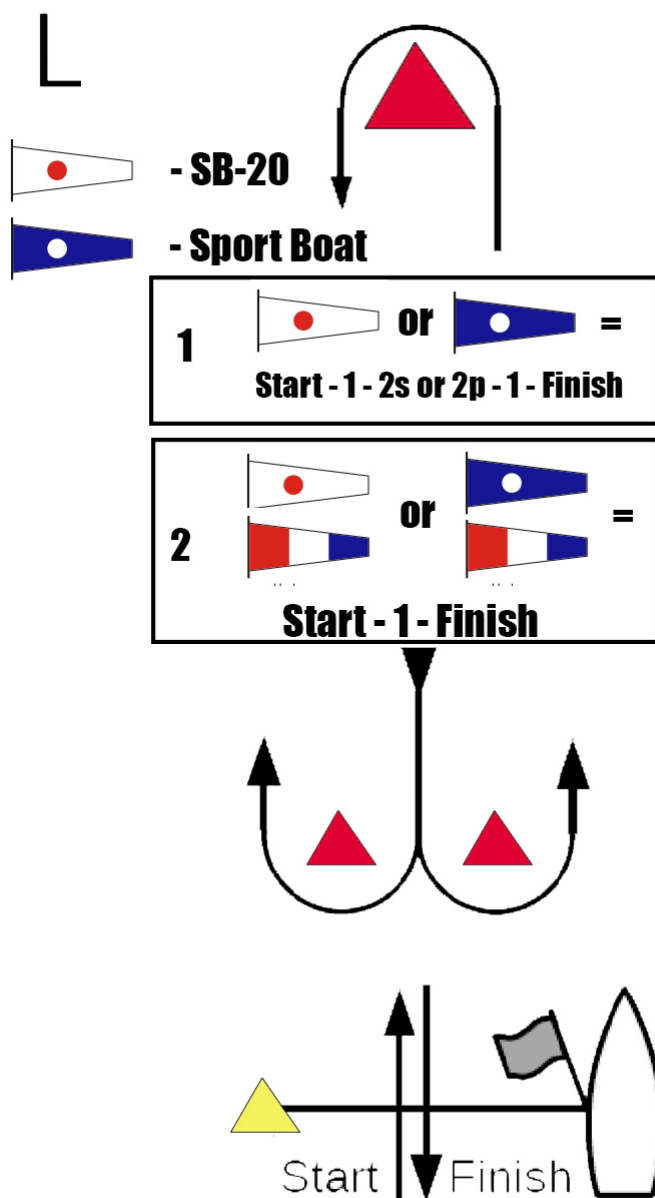 L
- SB-20
- Sport Boat
1 or =
Start - 1 - 2s or 2p - 1 - Finish
2 or =
Start - 1 - Finish
Start Finish